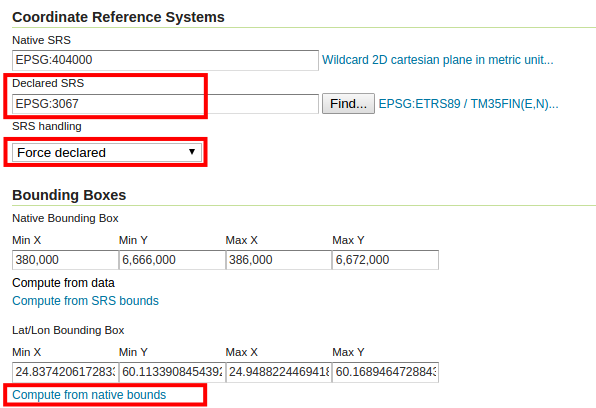 Coordinate Reference Systems
Native SRS
EPSG:404000 Wildcard 2D cartesian plane in metric unit...
Declared SRS
EPSG:3067 Find... EPSG:ETRS89 / TM35FIN(E,N)...
SRS handling
Force declared
Bounding Boxes
Native Bounding Box
Min X Min Y Max X Max Y
380,000 6,666,000 386,000 6,672,000
Compute from data
Compute from SRS bounds
Lat/Lon Bounding Box
Min X Min Y Max X Max Y
24.8374206172833 60.1133908454392 24.9488224469418 60.1689464728843
Compute from native bounds